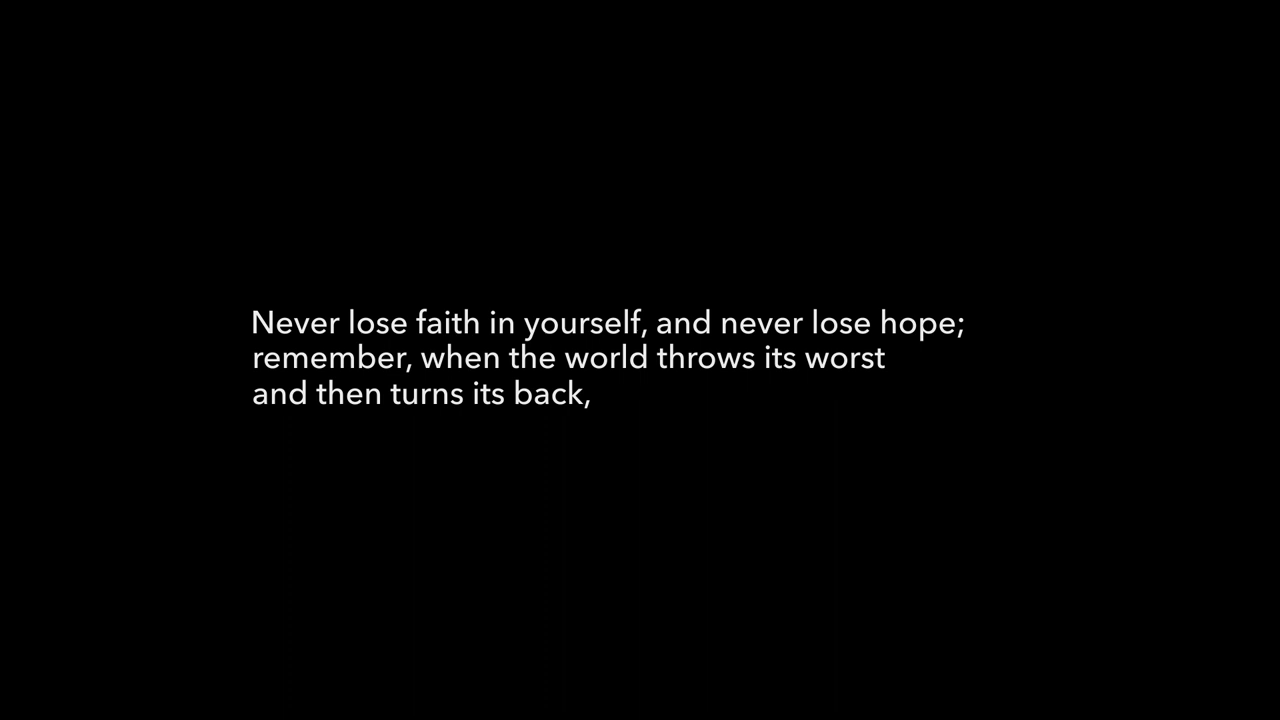 Never lose faith in yourself, and never lose hope;
remember, when the world throws its worst
and then turns its back,